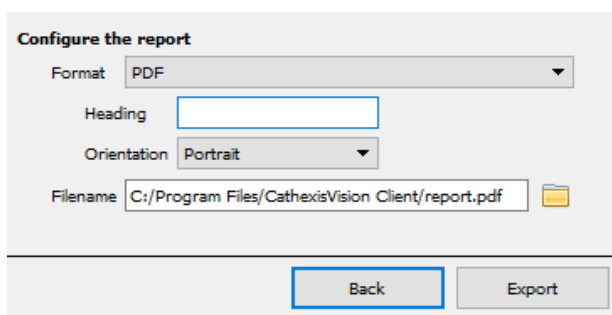 Configure the report
Format PDF
Heading
Orientation Portrait
Filename C:/Program Files/CathexisVision Client/report.pdf
Back Export